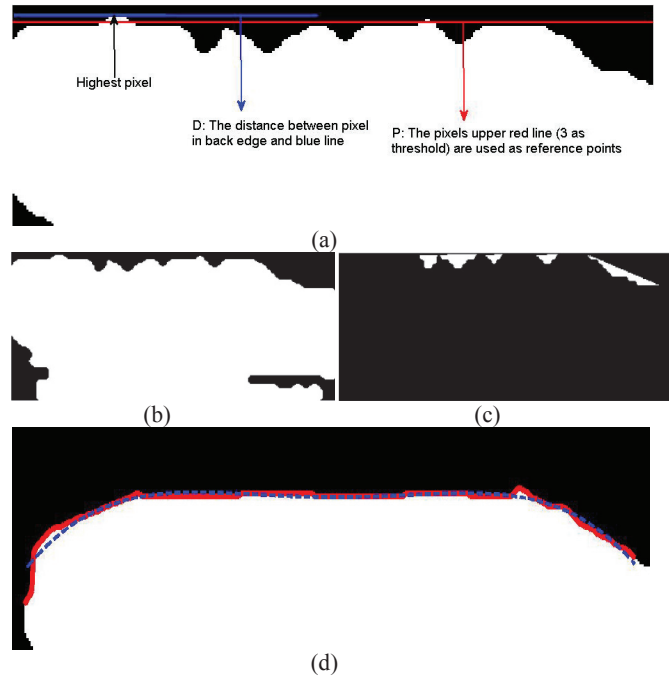 Highest pixel
D: The distance between pixel
in back edge and blue line
P: The pixels upper red line (3 as
threshold) are used as reference points
(a)
(b)
(c)
(d)